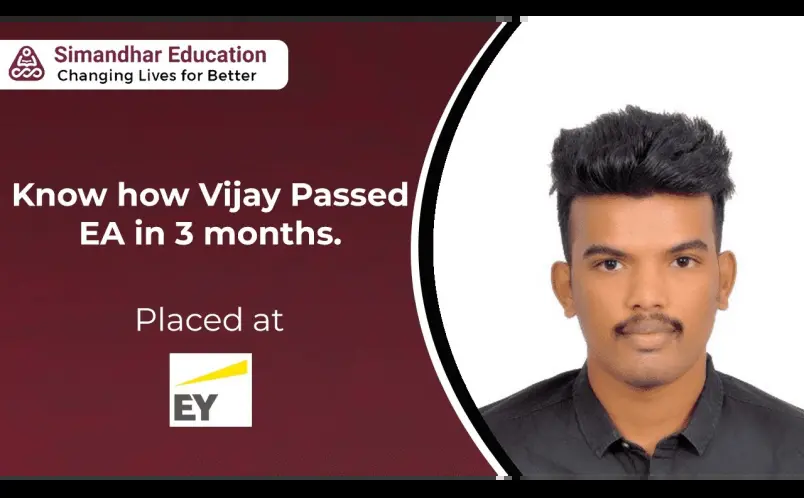 Simandhar Education
Changing Lives for Better
Know how Vijay Passed
EA in 3 months.
Placed at
EY